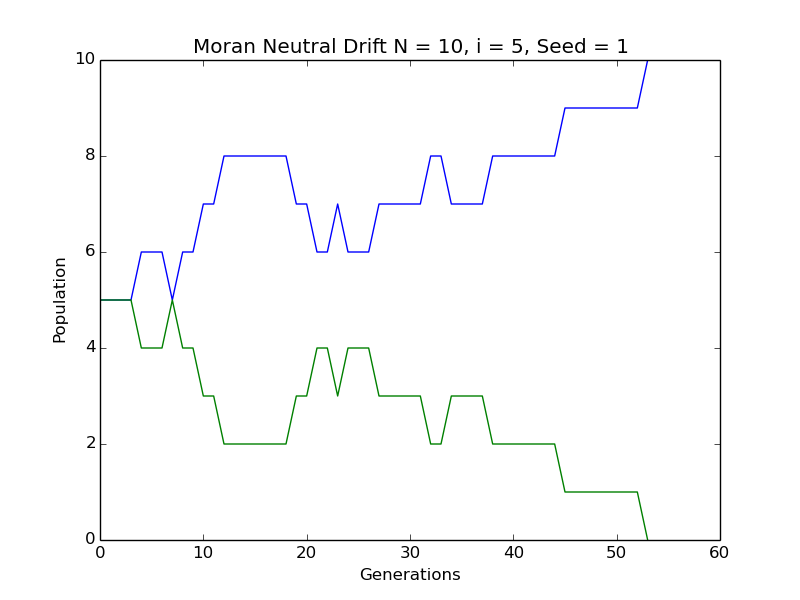 Moran Neutral Drift N = 10, i = 5, Seed = 1
10
8
6
4
2
0
Population
0 10 20 30 40 50 60
Generations